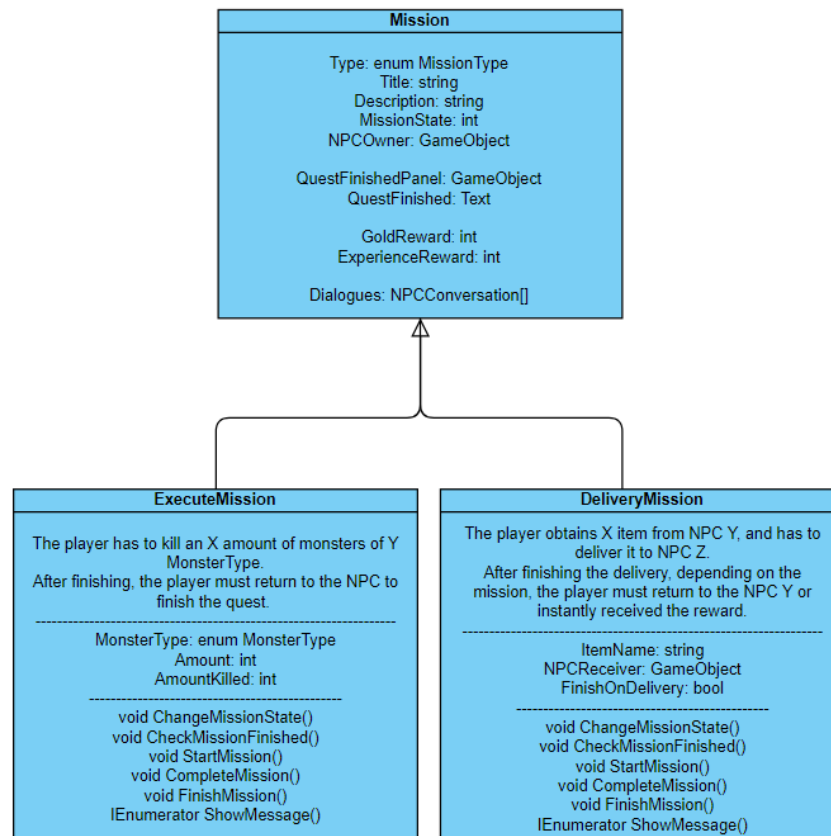 Mission
Type: enum MissionType
Title: string
Description: string
MissionState: int
NPCOwner: GameObject
QuestFinishedPanel: GameObject
QuestFinished: Text
GoldReward: int
ExperienceReward: int
Dialogues: NPCConversation[]
ExecuteMission
The player has to kill an X amount of monsters of Y
MonsterType.
After finishing, the player must return to the NPC to
finish the quest.
MonsterType: enum MonsterType
Amount: int
AmountKilled: int
void ChangeMissionState()
void CheckMissionFinished()
void StartMission()
void CompleteMission()
void FinishMission()
IEnumerator ShowMessage()
DeliveryMission
The player obtains X item from NPC Y, and has to
deliver it to NPC Z.
After finishing the delivery, depending on the
mission, the player must return to the NPC Y or
instantly received the reward.
ItemName: string
NPCReceiver: GameObject
FinishOnDelivery: bool
void ChangeMissionState()
void CheckMissionFinished()
void StartMission()
void CompleteMission()
void FinishMission()
IEnumerator ShowMessage()